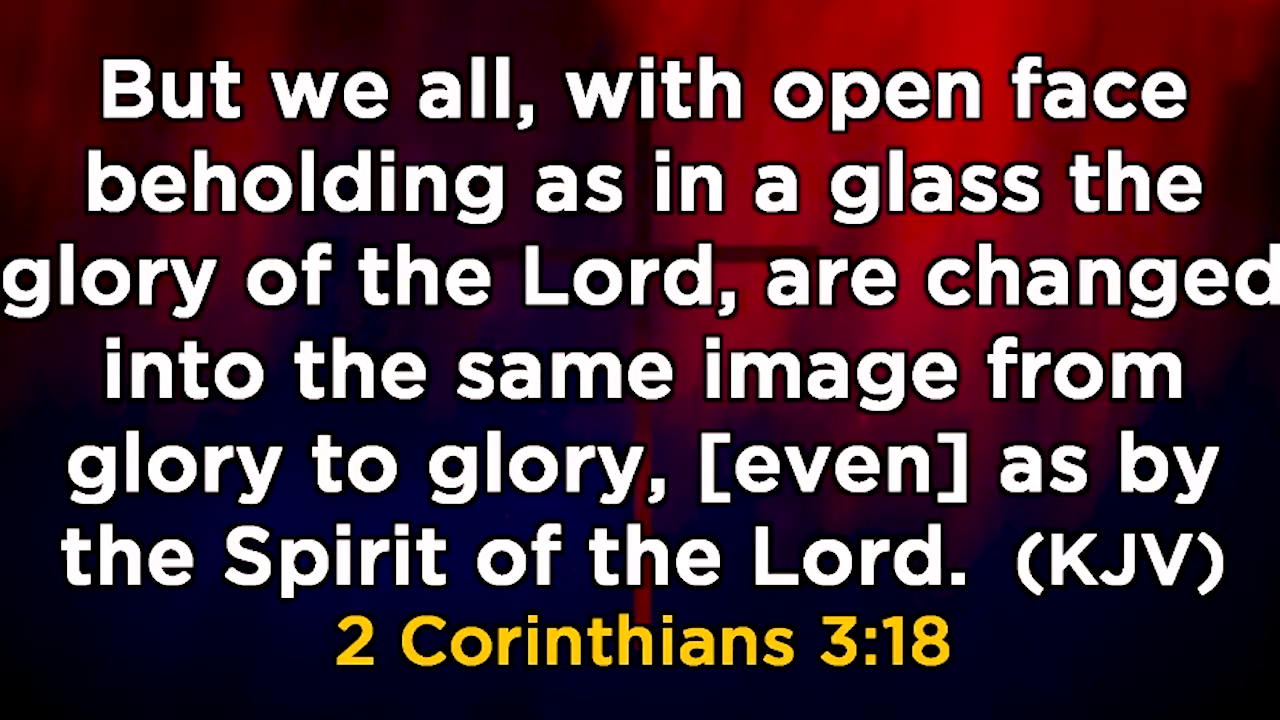 But we all, with open face
beholding as in a glass the
glory of the Lord, are changed
into the same image from
glory to glory, [even] as by
the Spirit of the Lord.  (KJV)
2 Corinthians 3:18